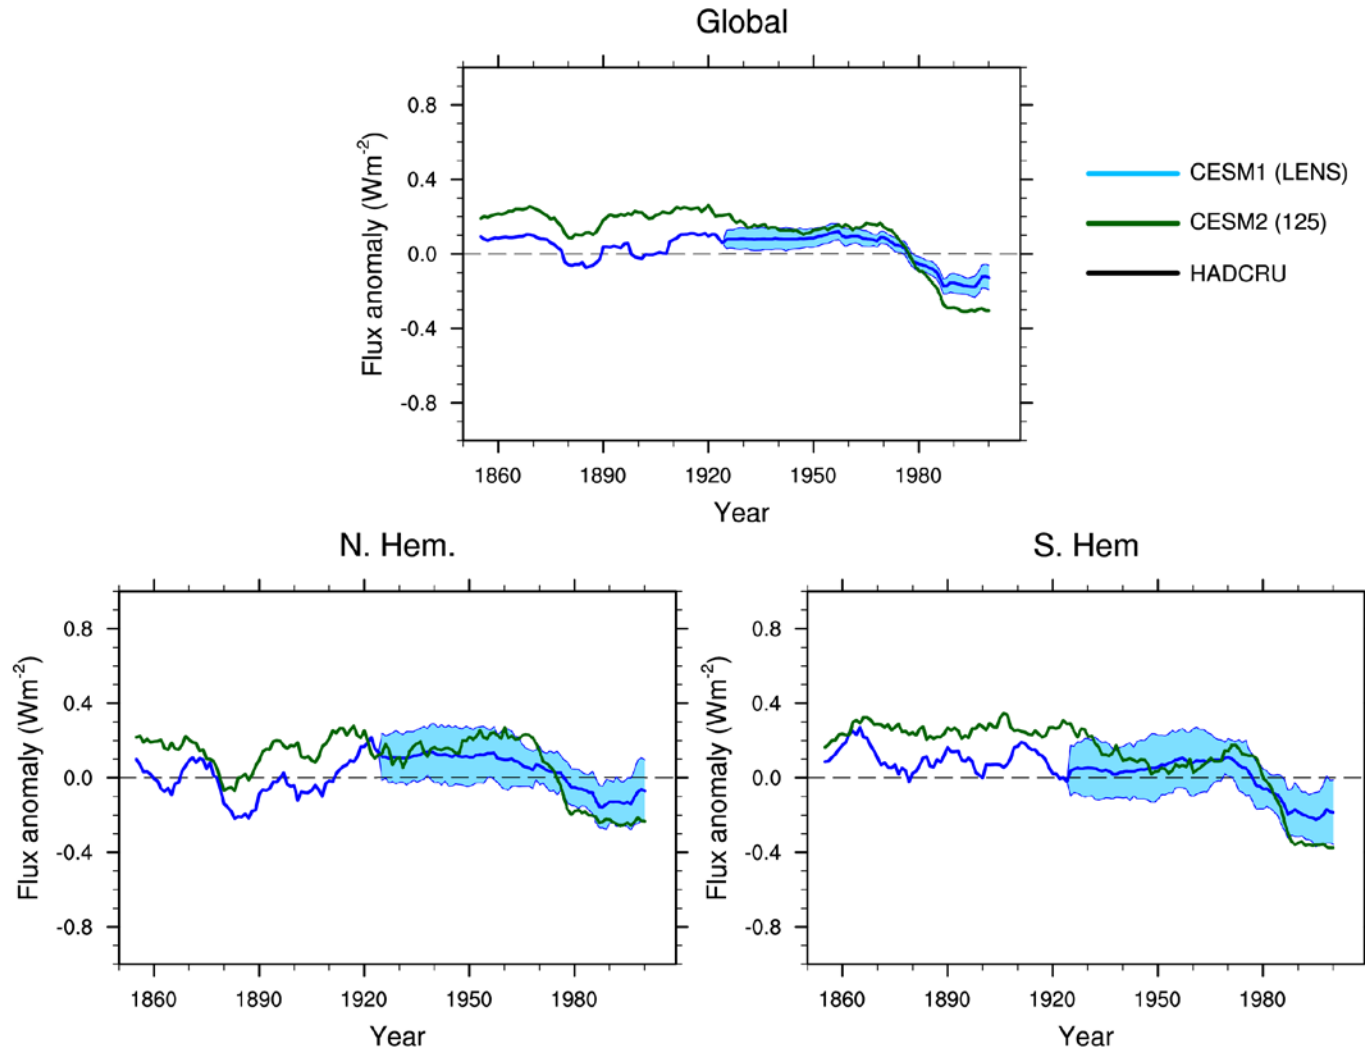 Global
0.8
0.4
0.0
-0.4
-0.8
Flux anomaly (Wm-2)
1860 1890 1920 1950 1980
Year
CESM1 (LENS)
CESM2 (125)
HADCRU
N. Hem.
0.8
0.4
0.0
-0.4
-0.8
Flux anomaly (Wm-2)
1860 1890 1920 1950 1980
Year
S. Hem
0.8
0.4
0.0
-0.4
-0.8
Flux anomaly (Wm-2)
1860 1890 1920 1950 1980
Year